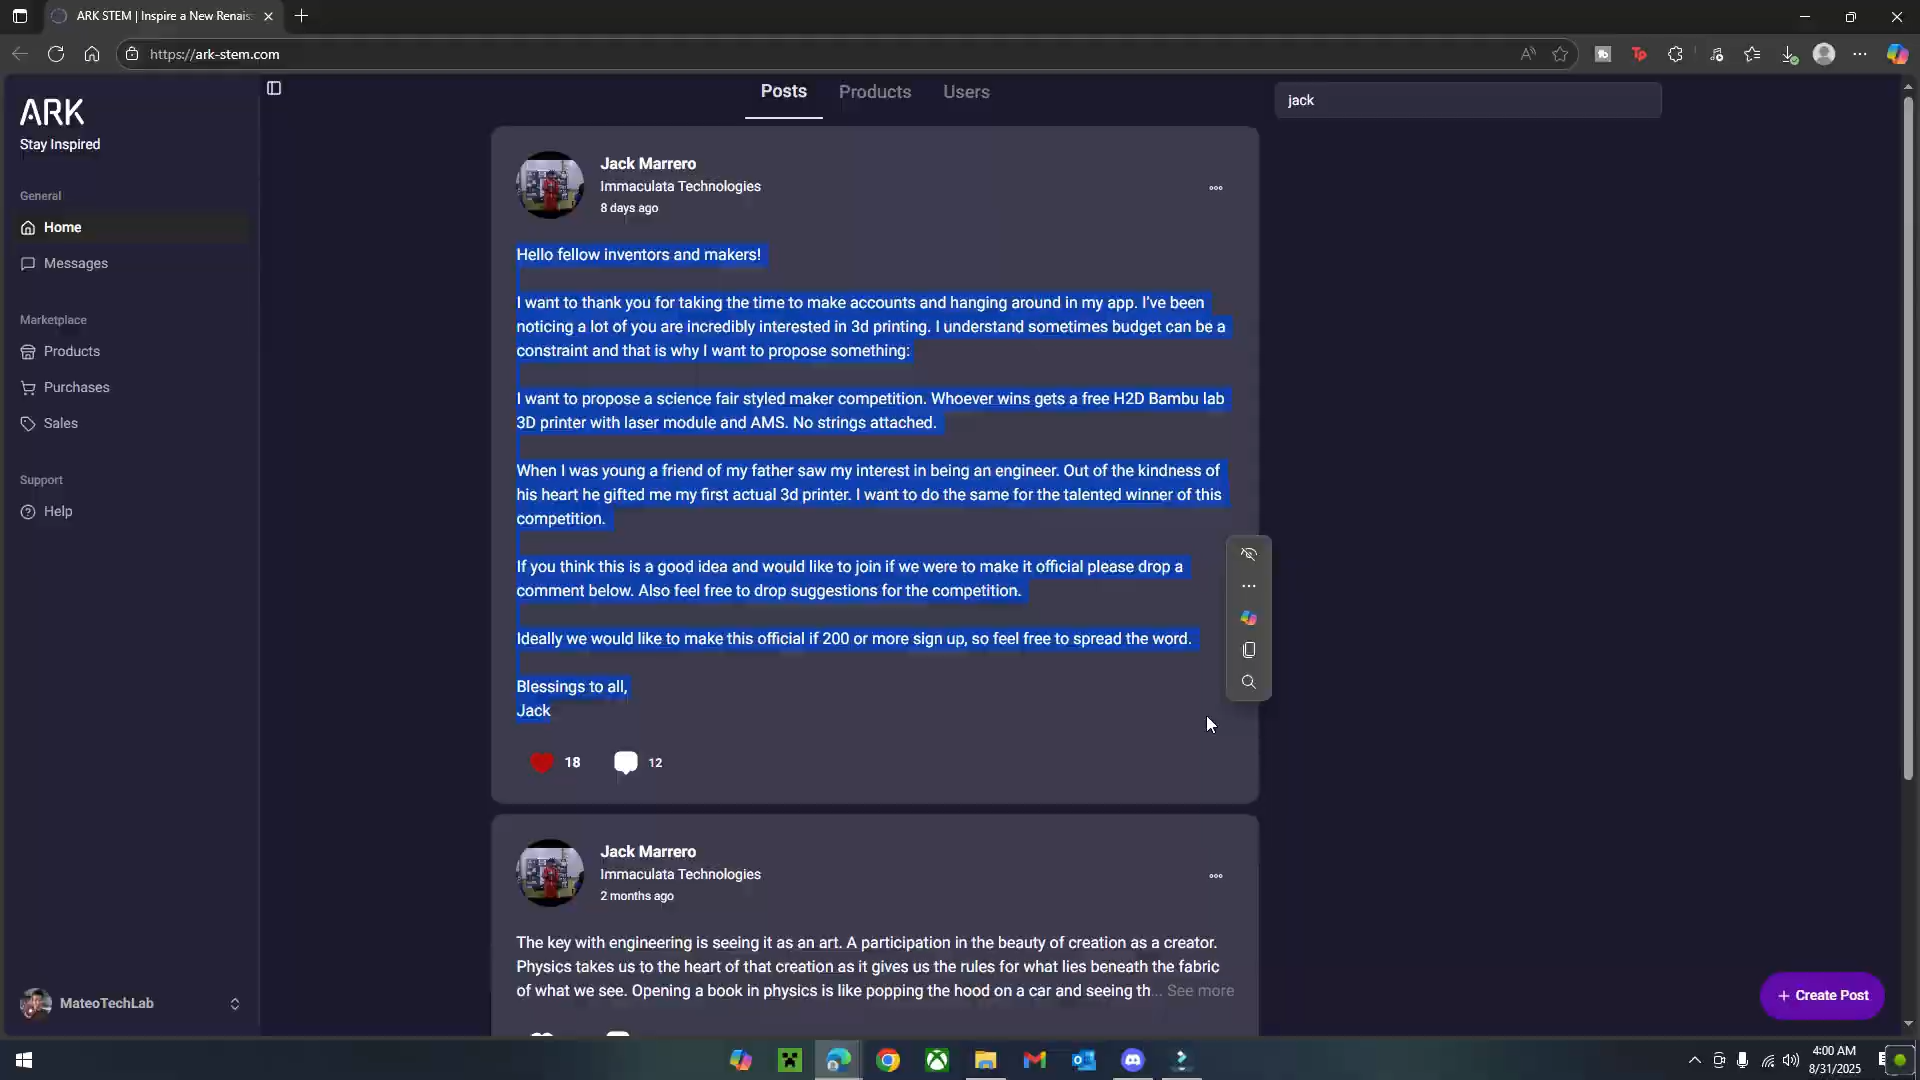 ARK STEM | Inspire a New Renais
https://ark-stem.com
ARK
Stay Inspired
General
Home
Messages
Marketplace
Products
Purchases
Sales
Support
Help
MateoTechLab
Posts
Products
Users
jack
Jack Marrero
Immaculata Technologies
8 days ago
Hello fellow inventors and makers!
I want to thank you for taking the time to make accounts and hanging around in my app. I've been
noticing a lot of you are incredibly interested in 3d printing. I understand sometimes budget can be a
constraint and that is why I want to propose something:
I want to propose a science fair styled maker competition. Whoever wins gets a free H2D Bambu lab
3D printer with laser module and AMS. No strings attached.
When I was young a friend of my father saw my interest in being an engineer. Out of the kindness of
his heart he gifted me my first actual 3d printer. I want to do the same for the talented winner of this
competition.
If you think this is a good idea and would like to join if we were to make it official please drop a
comment below. Also feel free to drop suggestions for the competition.
Ideally we would like to make this official if 200 or more sign up, so feel free to spread the word.
Blessings to all,
Jack
18
12
Jack Marrero
Immaculata Technologies
2 months ago
The key with engineering is seeing it as an art. A participation in the beauty of creation as a creator.
Physics takes us to the heart of that creation as it gives us the rules for what lies beneath the fabric
of what we see. Opening a book in physics is like popping the hood on a car and seeing th... See more
+ Create Post
4:00 AM
8/31/2025